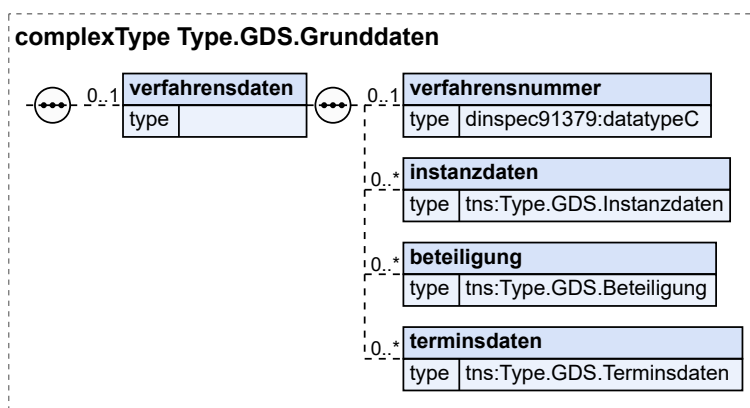 complexType Type.GDS.Grunddaten
0..1 verfahrensdaten 0..1 verfahrensnummer
type type dinspec91379:datatypeC
0..* instanzdaten
type tns:Type.GDS.Instanzdaten
0..* beteiligung
type tns:Type.GDS.Beteiligung
0..* terminsdaten
type tns:Type.GDS.Terminsdaten